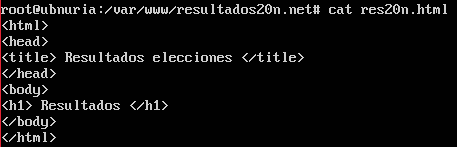 root@ubnuria:/var/www/resultados20n.net# cat res20n.html
<html>
<head>
<title> Resultados elecciones </title>
</head>
<body>
<h1> Resultados </h1>
</body>
</html>